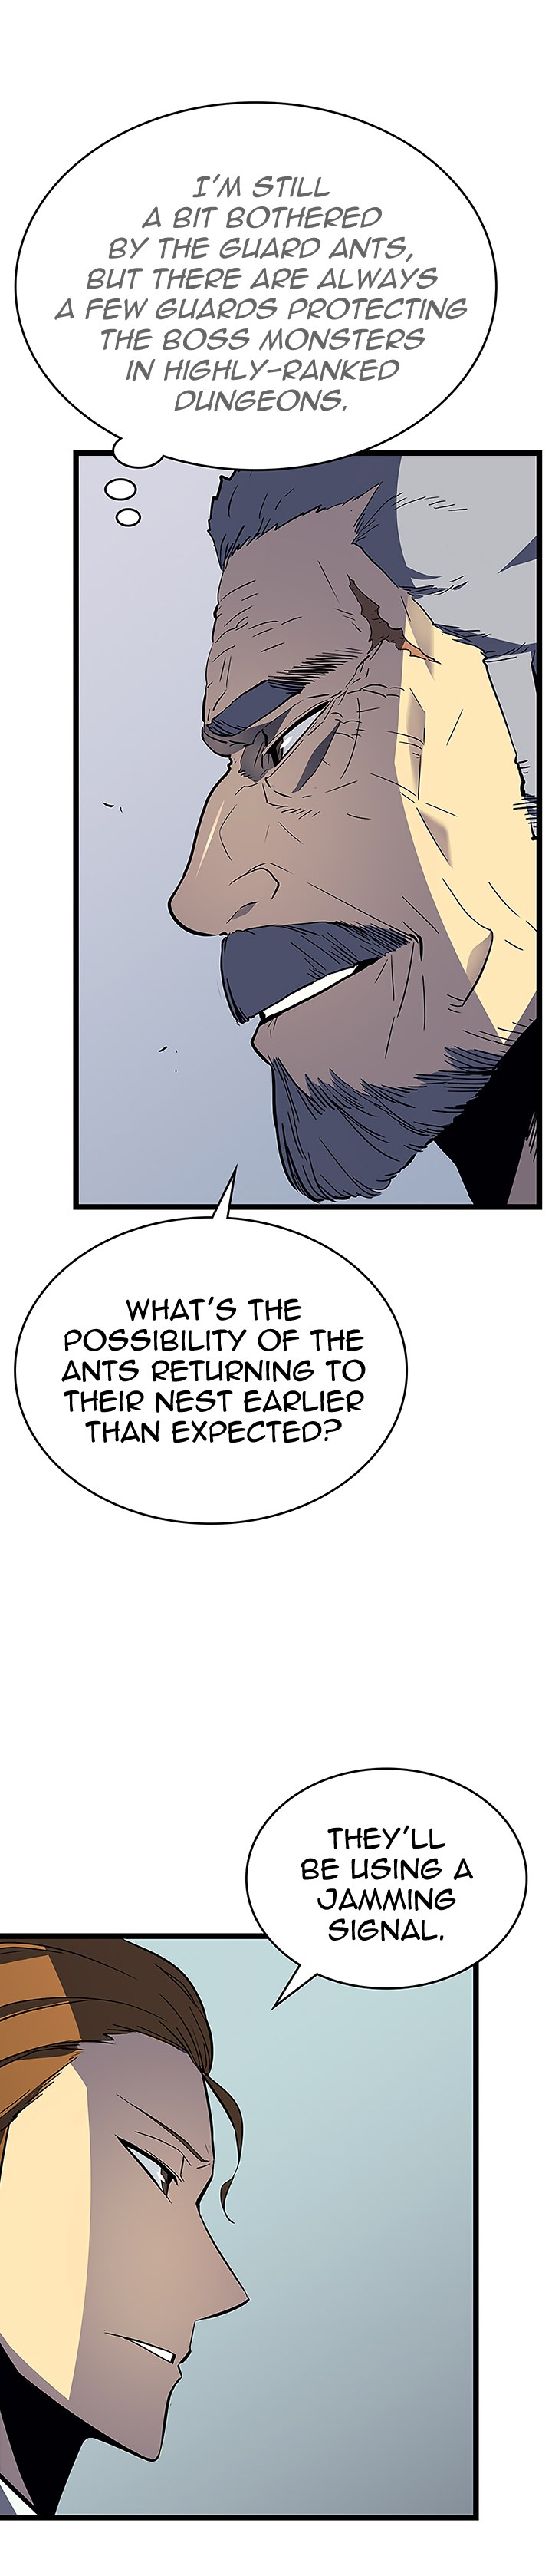 I'M STILL
A BIT BOTHERED
BY THE GUARD ANTS,
BUT THERE ARE ALWAYS
A FEW GUARDS PROTECTING
THE BOSS MONSTERS
IN HIGHLY-RANKED
DUNGEONS.
WHAT'S THE
POSSIBILITY OF THE
ANTS RETURNING TO
THEIR NEST EARLIER
THAN EXPECTED?
THEY'LL
BE USING A
JAMMING
SIGNAL.